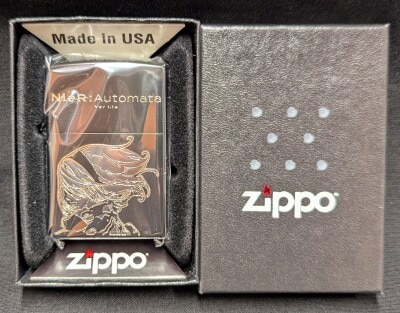 Made in USA
NieR:Automata
Ver1.1a
zippo
zippo